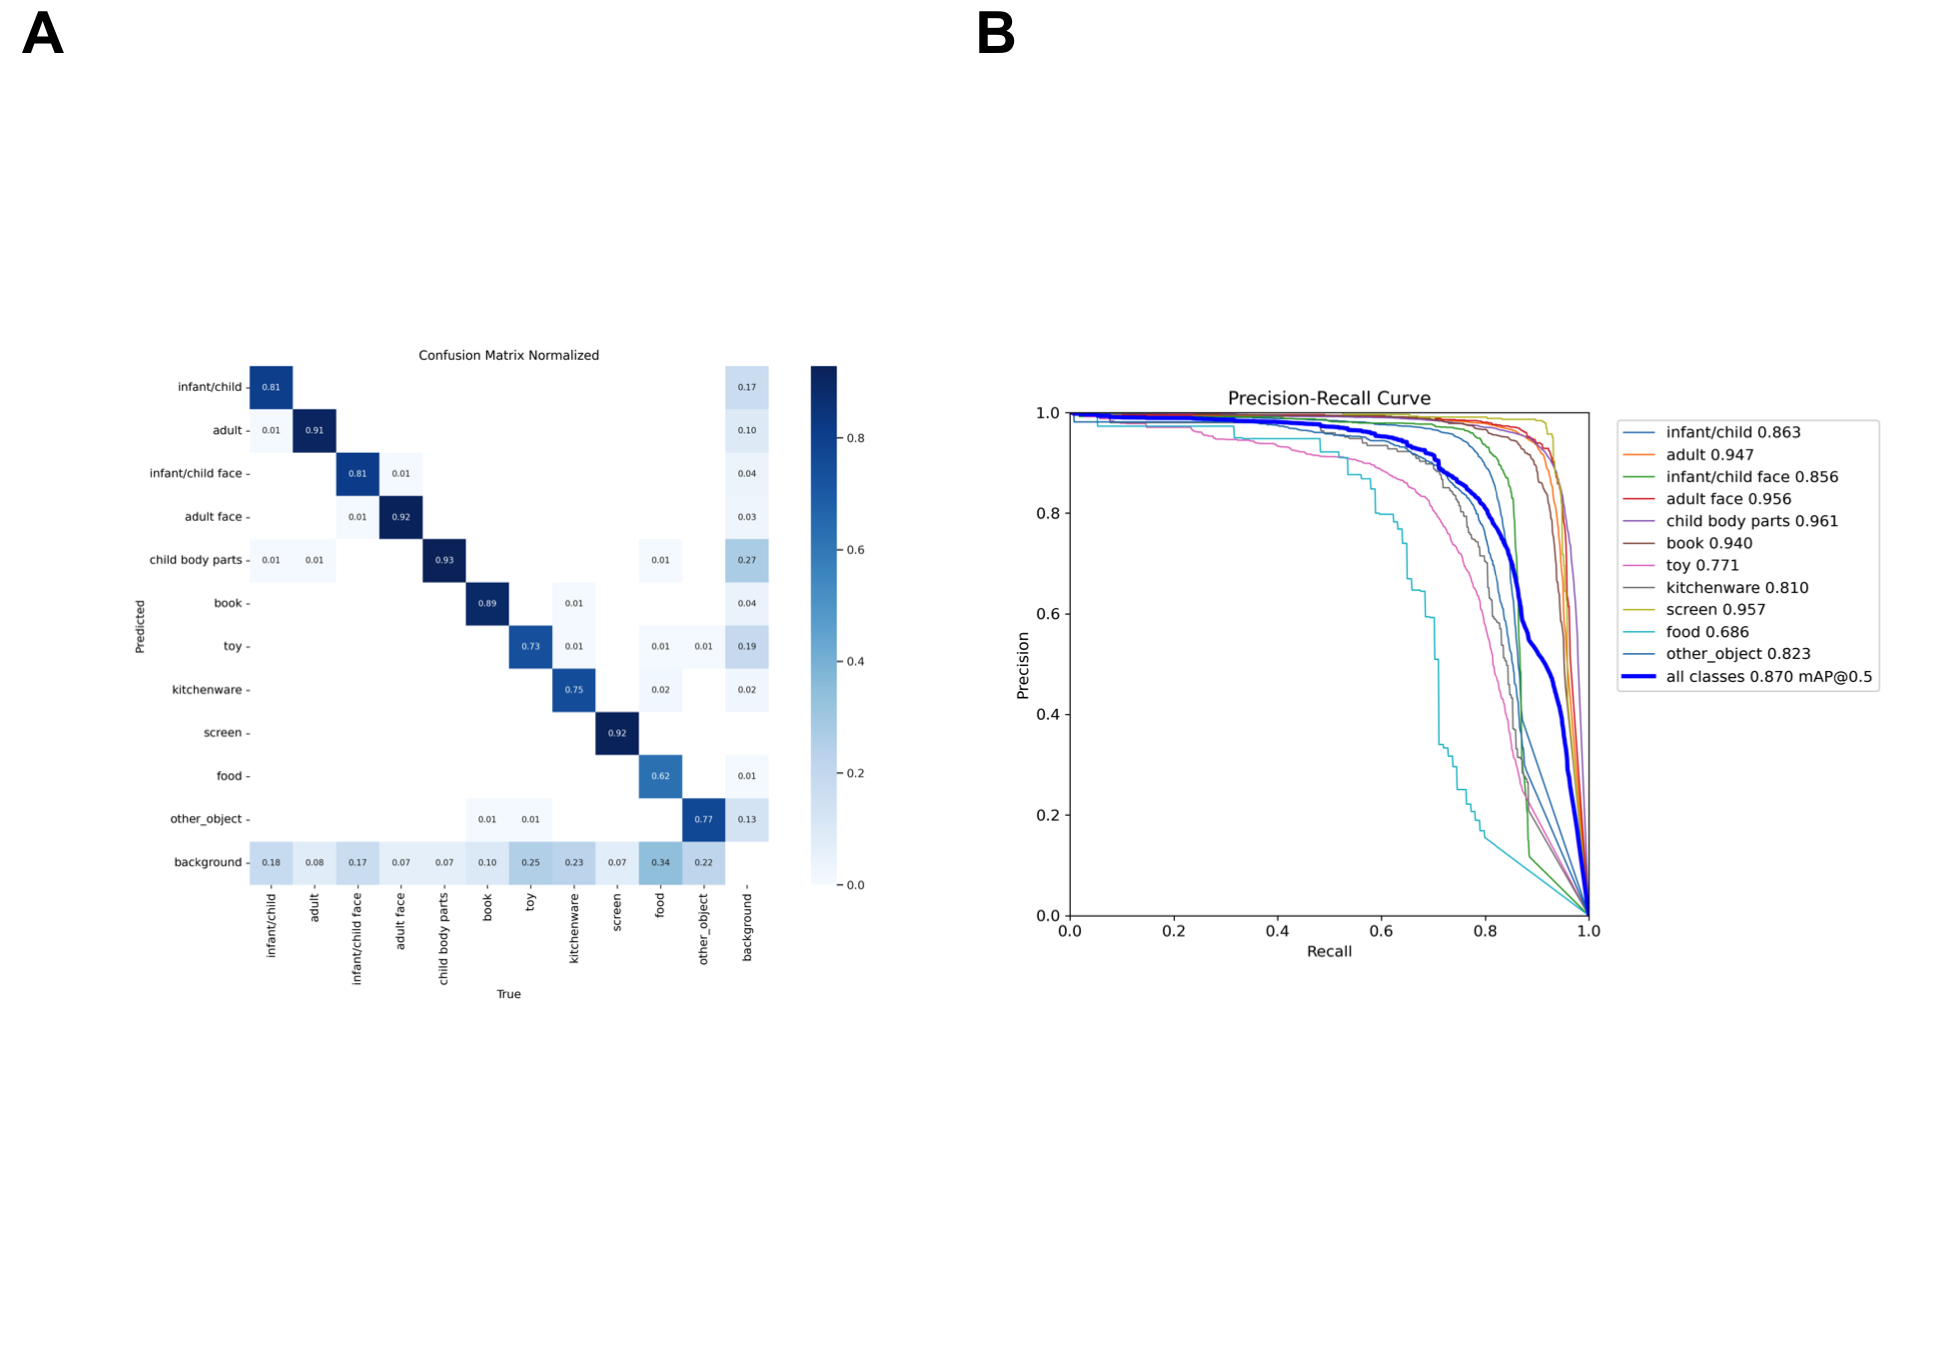 A
B
Confusion Matrix Normalized
infant/child 0.81 0.17
adult 0.01 0.91 0.10
infant/child face 0.81 0.01 0.04
adult face 0.01 0.92 0.03
child body parts 0.01 0.01 0.93 0.01 0.27
book 0.89 0.01 0.04
toy 0.73 0.01 0.01 0.01 0.19
kitchenware 0.75 0.02 0.02
screen 0.92
food 0.62 0.01
other_object 0.01 0.01 0.77 0.13
background 0.18 0.08 0.17 0.07 0.07 0.10 0.25 0.23 0.07 0.34 0.22
Predicted
infant/child
adult
infant/child face
adult face
child body parts
book
toy
kitchenware
screen
food
other_object
background
True
0.8
0.6
0.4
0.2
0.0
Precision-Recall Curve
1.0
0.8
0.6
0.4
0.2
0.0
Precision
0.0 0.2 0.4 0.6 0.8 1.0
Recall
infant/child 0.863
adult 0.947
infant/child face 0.856
adult face 0.956
child body parts 0.961
book 0.940
toy 0.771
kitchenware 0.810
screen 0.957
food 0.686
other_object 0.823
all classes 0.870 mAP@0.5